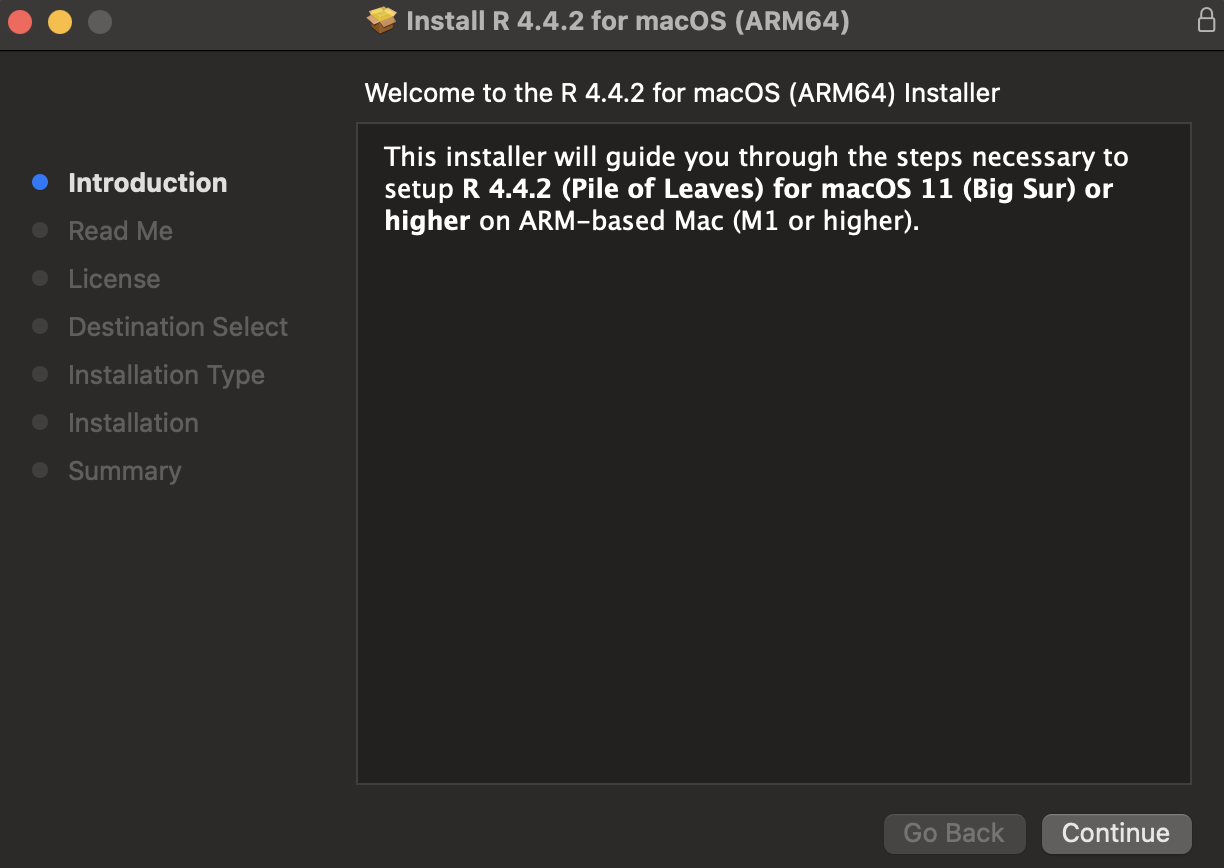 Install R 4.4.2 for macOS (ARM64)
Welcome to the R 4.4.2 for macOS (ARM64) Installer
Introduction
Read Me
License
Destination Select
Installation Type
Installation
Summary
This installer will guide you through the steps necessary to
setup R 4.4.2 (Pile of Leaves) for macOS 11 (Big Sur) or
higher on ARM-based Mac (M1 or higher).
Go Back
Continue